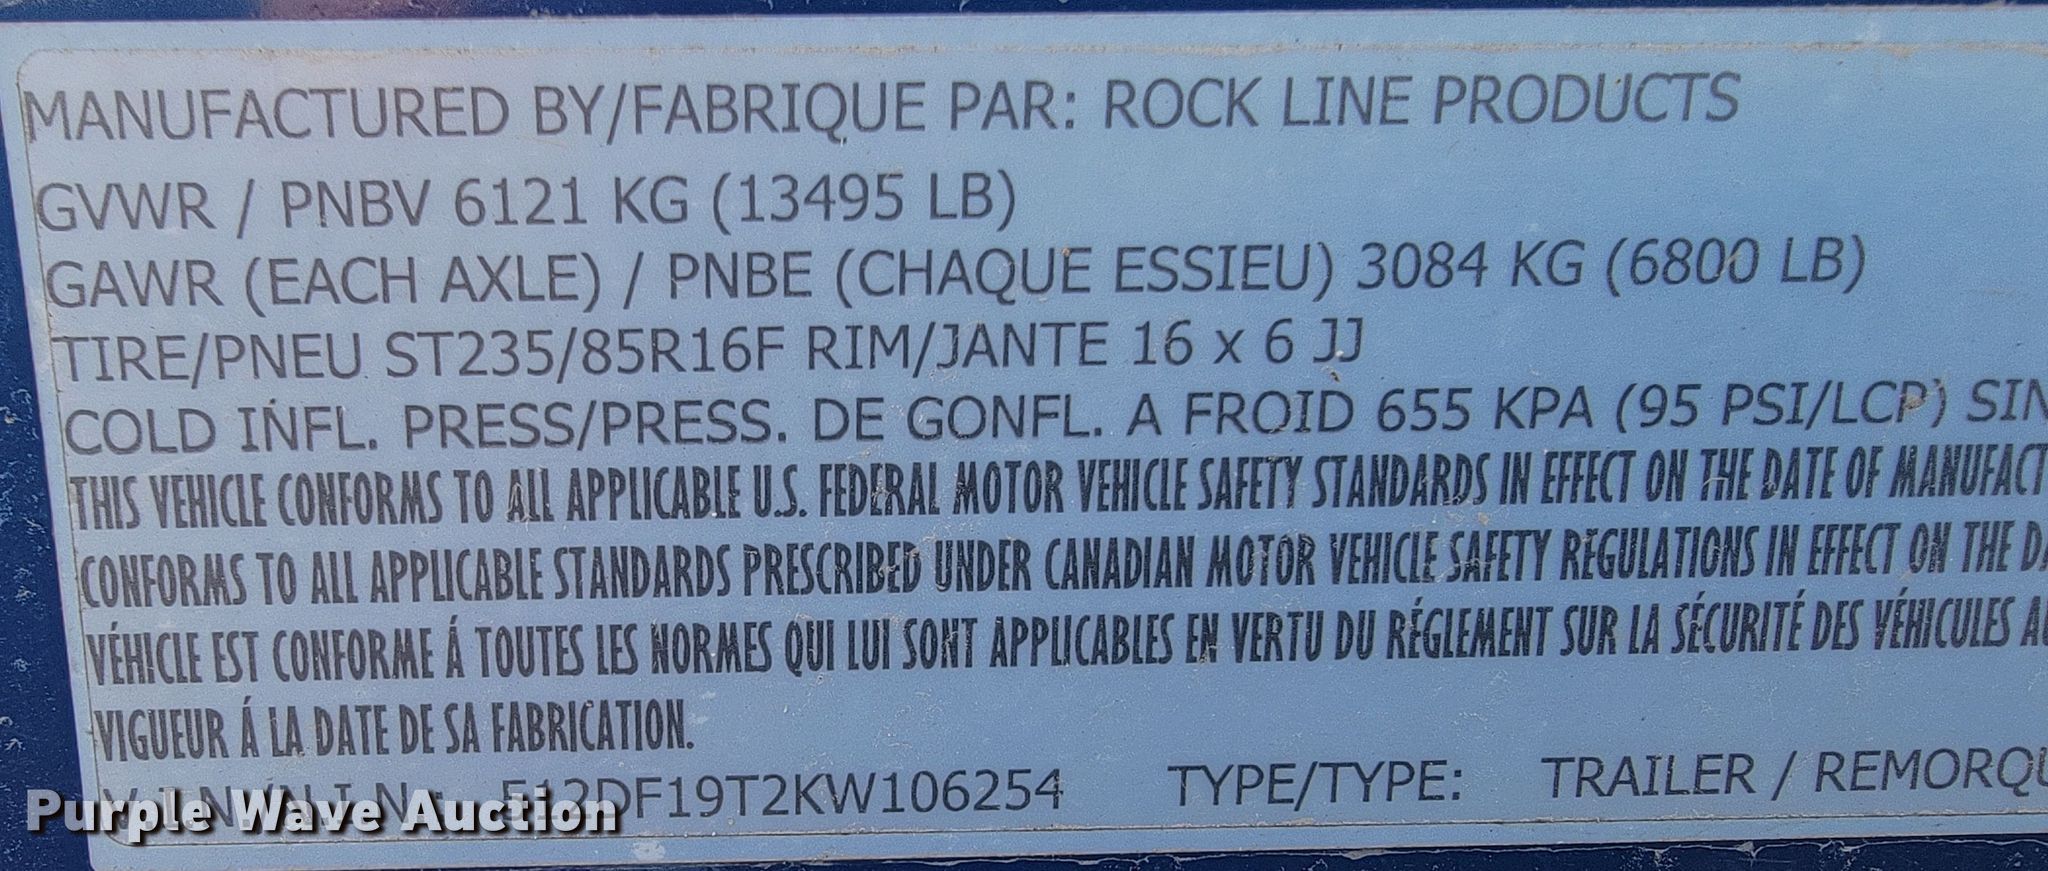 MANUFACTURED BY/FABRIQUE PAR: ROCK LINE PRODUCTS
GVWR / PNBV 6121 KG (13495 LB)
GAWR (EACH AXLE) / PNBE (CHAQUE ESSIEU) 3084 KG (6800 LB)
TIRE/PNEU ST235/85R16F RIM/JANTE 16 x 6 JJ
COLD INFL. PRESS/PRESS. DE GONFL. A FROID 655 KPA (95 PSI/LCP) SIN
THIS VEHICLE CONFORMS TO ALL APPLICABLE U.S. FEDERAL MOTOR VEHICLE SAFETY STANDARDS IN EFFECT ON THE DATE OF MANUFACT
CONFORMS TO ALL APPLICABLE STANDARDS PRESCRIBED UNDER CANADIAN MOTOR VEHICLE SAFETY REGULATIONS IN EFFECT ON THE DA
VÉHICLE EST CONFORME Á TOUTES LES NORMES QUI LUI SONT APPLICABLES EN VERTU DU RÉGLEMENT SUR LA SÉCURITÉ DES VÉHICULES AU
VIGUEUR Á LA DATE DE SA FABRICATION.
V.I.N./N.I.N.: 512DF19T2KW106254 TYPE/TYPE: TRAILER / REMORQU
Purple Wave Auction